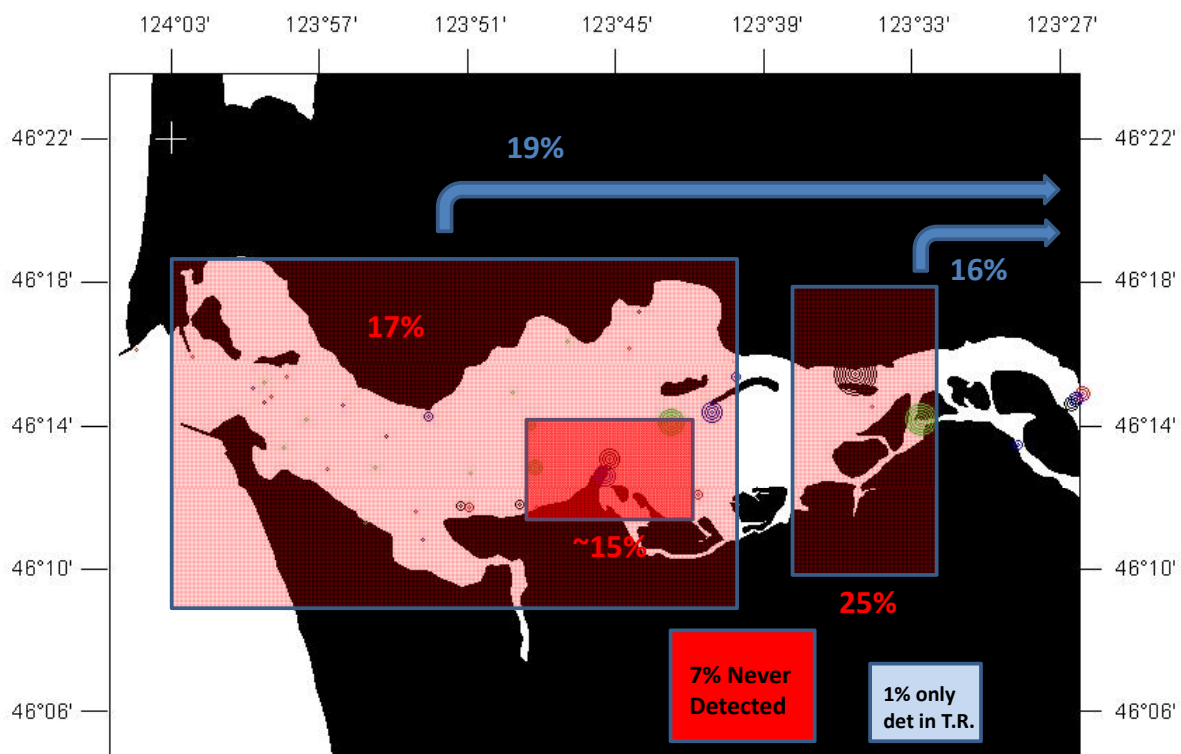 124°03' 123°57' 123°51' 123°45' 123°39' 123°33' 123°27'
46°22' 46°22'
19%
16%
46°18' 46°18'
17%
46°14' 46°14'
~15%
46°10' 46°10'
25%
7% Never
Detected
1% only
det in T.R.
46°06' 46°06'